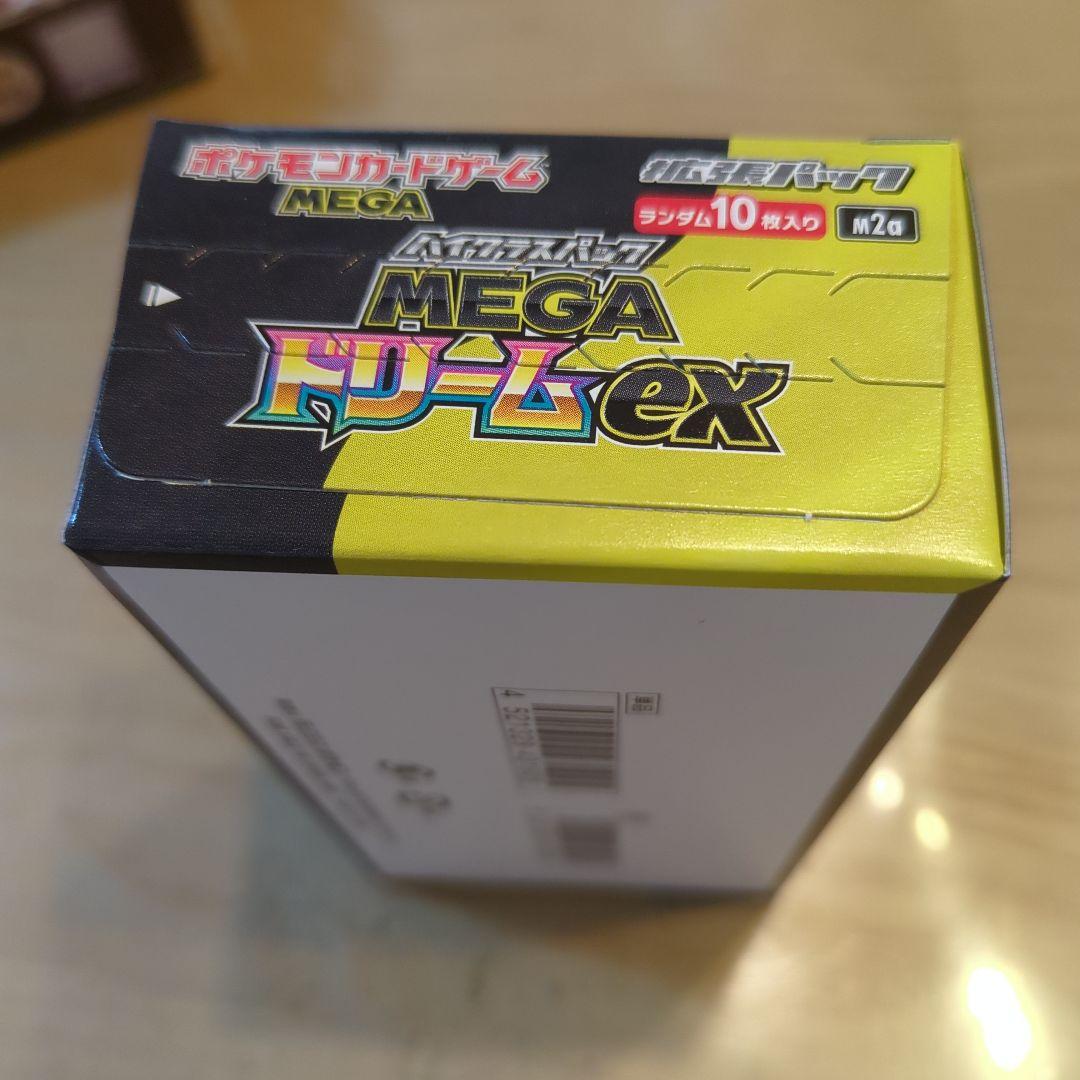 ポケモンカードゲーム
MEGA
拡張パック
ランダム10枚入り M2a
ハイクラスパック
MEGA
ドリームex